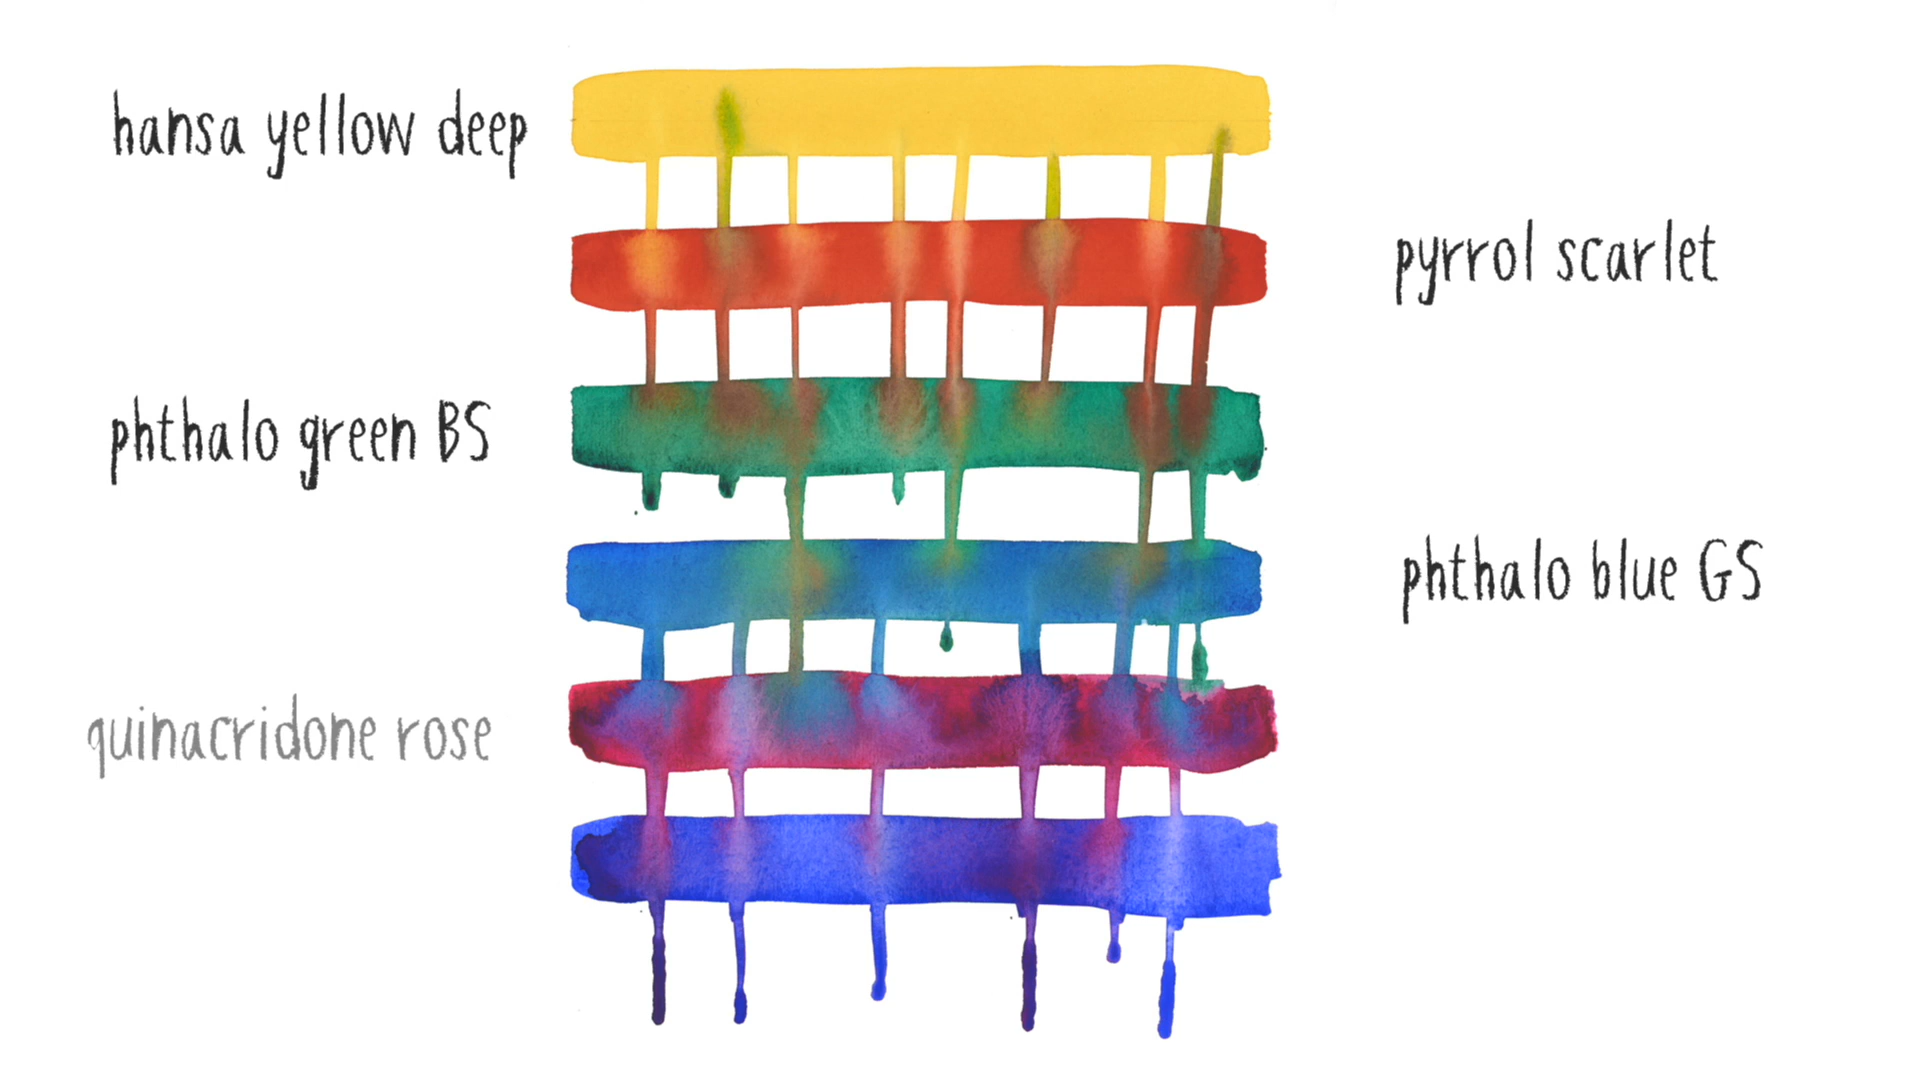 hansa yellow deep
pyrrol scarlet
phthalo green BS
phthalo blue GS
quinacridone rose